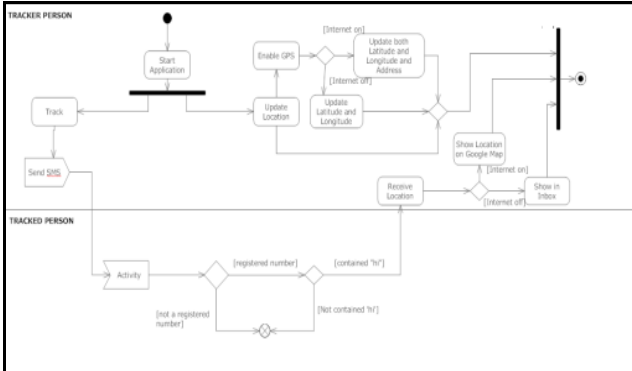 TRACKER PERSON
Start
Application
Track
Send SMS
Enable GPS
[Internet on]
Update both
Latitude and
Longitude and
Address
[Internet off]
Update
Location
Update
Latitude and
Longitude
Show Location
on Google Map
[Internet on]
Receive
Location
[Internet off]
Show in
Inbox
TRACKED PERSON
Activity
[registered number]
[contained "hi"]
[not a registered
number]
[Not contained 'hi']